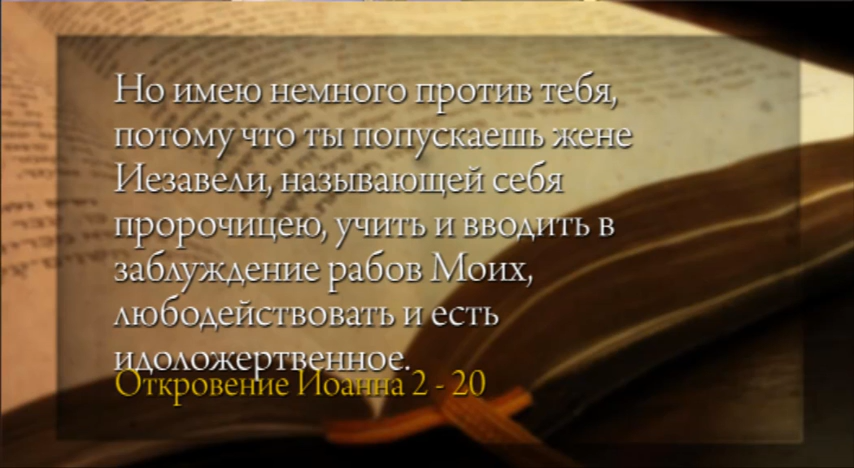 Но имею немного против тебя,
потому что ты попускаешь жене
Иезавели, называющей себя
пророчицею, учить и вводить в
заблуждение рабов Моих,
любодействовать и есть
идоложертвенное.
Откровение Иоанна 2 - 20